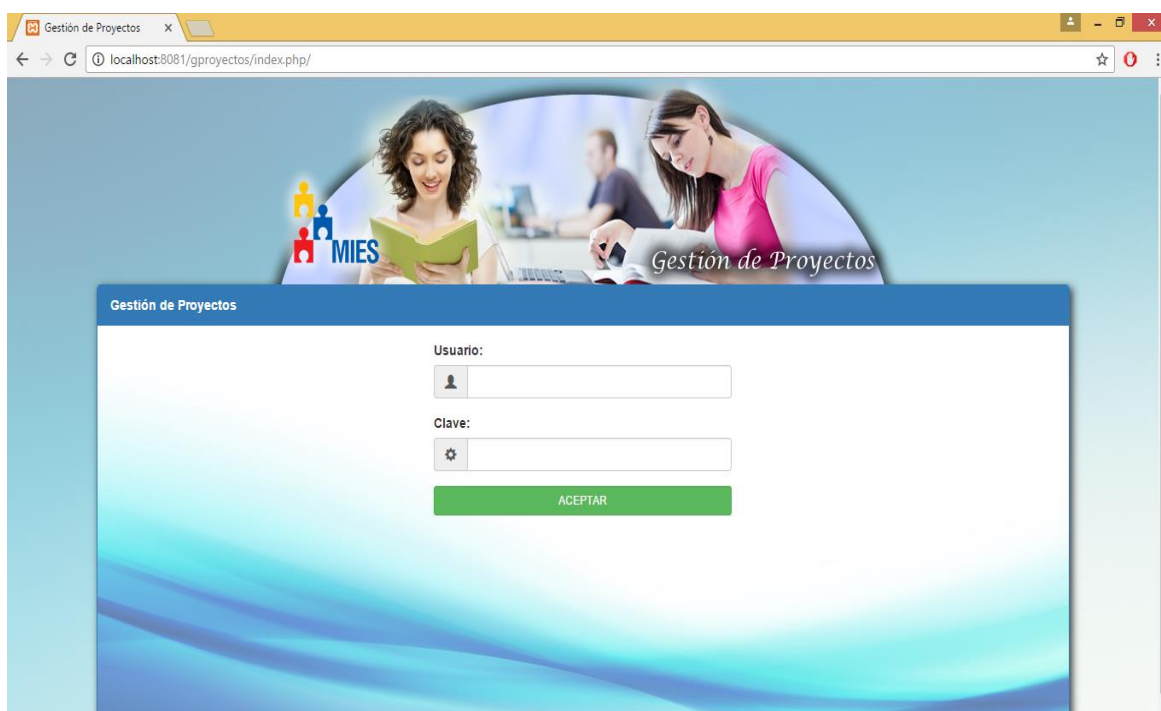 Gestión de Proyectos
localhost:8081/gproyectos/index.php/
MIES
Gestión de Proyectos
Gestión de Proyectos
Usuario:
Clave:
ACEPTAR